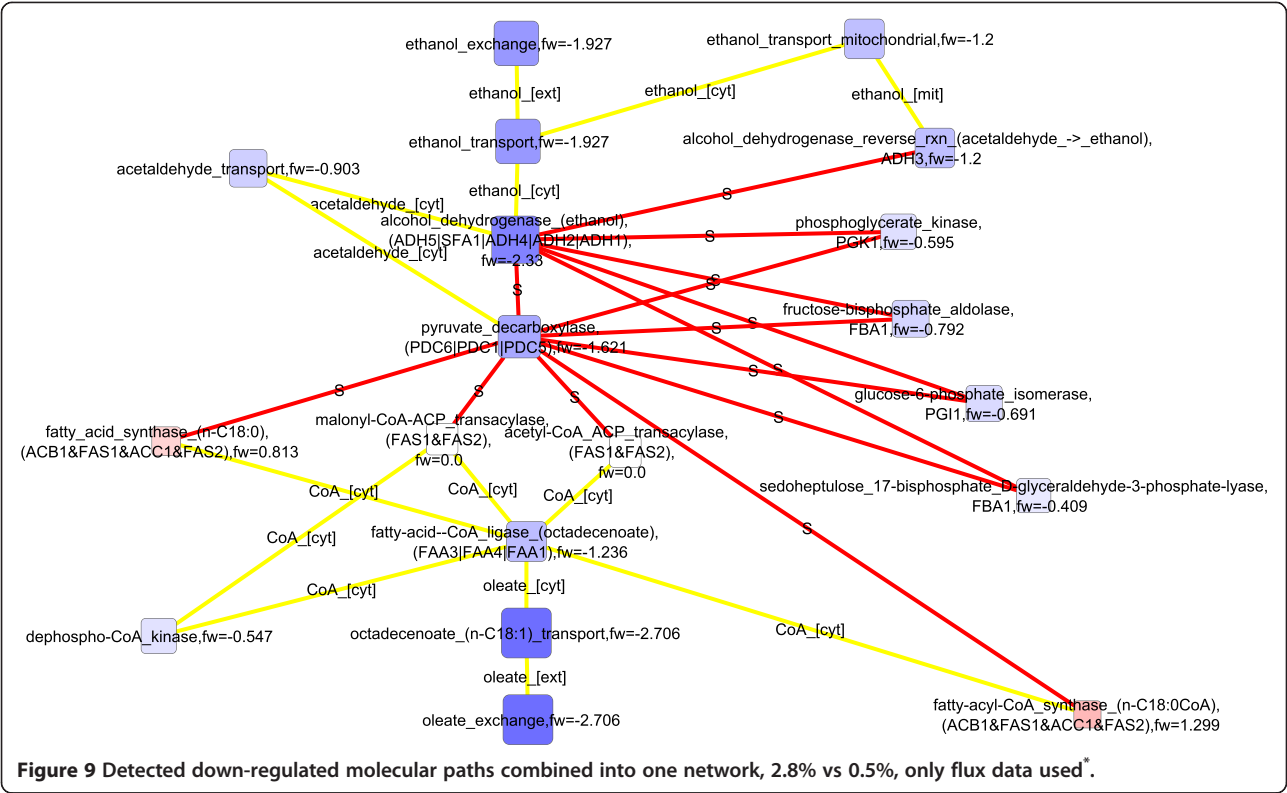 ethanol_exchange,fw=-1.927
ethanol_transport_mitochondrial,fw=-1.2
ethanol_[ext]
ethanol_[cyt]
ethanol_[mit]
ethanol_transport,fw=-1.927
alcohol_dehydrogenase_reverse_rxn_(acetaldehyde_->_ethanol),
ADH3,fw=-1.2
acetaldehyde_transport,fw=-0.903
ethanol_[cyt]
S
acetaldehyde_[cyt]
alcohol_dehydrogenase_(ethanol),
(ADH5|SFA1|ADH4|ADH2|ADH1),
fw=-2.33
phosphoglycerate_kinase,
PGK1,fw=-0.595
S
acetaldehyde_[cyt]
S
S
S
fructose-bisphosphate_aldolase,
FBA1,fw=-0.792
pyruvate_decarboxylase,
(PDC6|PDC1|PDC5),fw=-1.621
S
S
S
S
glucose-6-phosphate_isomerase,
PGI1,fw=-0.691
S
S
S
S
malonyl-CoA-ACP_transacylase,
(FAS1&FAS2),
fw=0.0
acetyl-CoA_ACP_transacylase,
(FAS1&FAS2),
fw=0.0
fatty_acid_synthase_(n-C18:0),
(ACB1&FAS1&ACC1&FAS2),fw=0.813
CoA_[cyt]
CoA_[cyt]
CoA_[cyt]
sedoheptulose_17-bisphosphate_D-glyceraldehyde-3-phosphate-lyase,
FBA1,fw=-0.409
S
CoA_[cyt]
fatty-acid--CoA_ligase_(octadecenoate),
(FAA3|FAA4|FAA1),fw=-1.236
CoA_[cyt]
oleate_[cyt]
dephospho-CoA_kinase,fw=-0.547
octadecenoate_(n-C18:1)_transport,fw=-2.706
CoA_[cyt]
oleate_[ext]
oleate_exchange,fw=-2.706
fatty-acyl-CoA_synthase_(n-C18:0CoA),
(ACB1&FAS1&ACC1&FAS2),fw=1.299
Figure 9 Detected down-regulated molecular paths combined into one network, 2.8% vs 0.5%, only flux data used*.